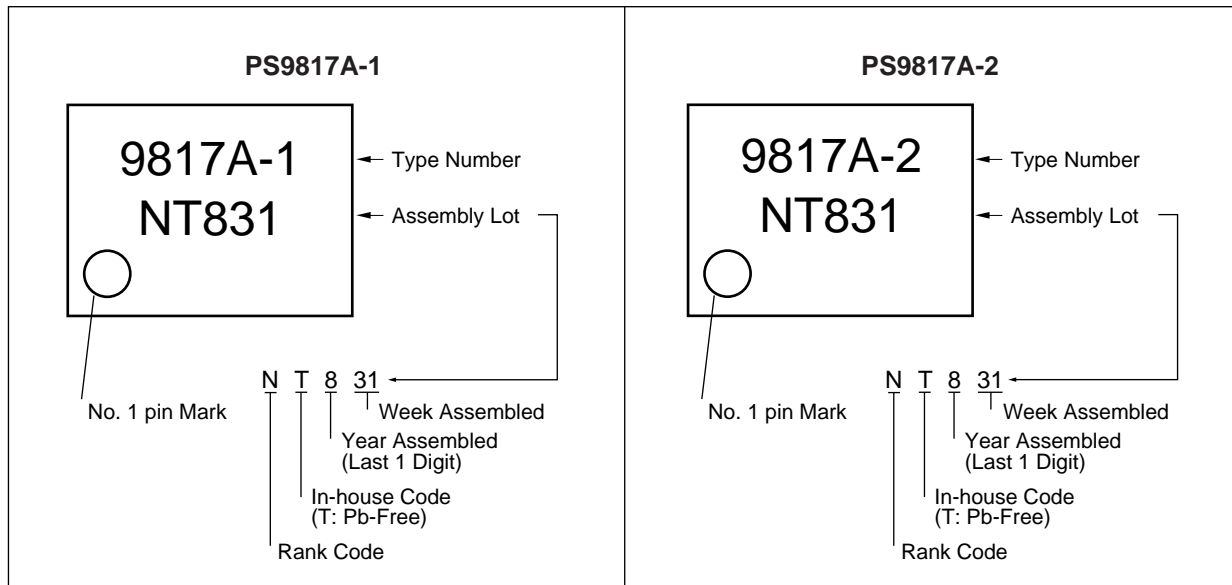 PS9817A-1
9817A-1
NT831
Type Number
Assembly Lot
N T 8 31
No. 1 pin Mark
Week Assembled
Year Assembled
(Last 1 Digit)
In-house Code
(T: Pb-Free)
Rank Code
PS9817A-2
9817A-2
NT831
Type Number
Assembly Lot
N T 8 31
No. 1 pin Mark
Week Assembled
Year Assembled
(Last 1 Digit)
In-house Code
(T: Pb-Free)
Rank Code